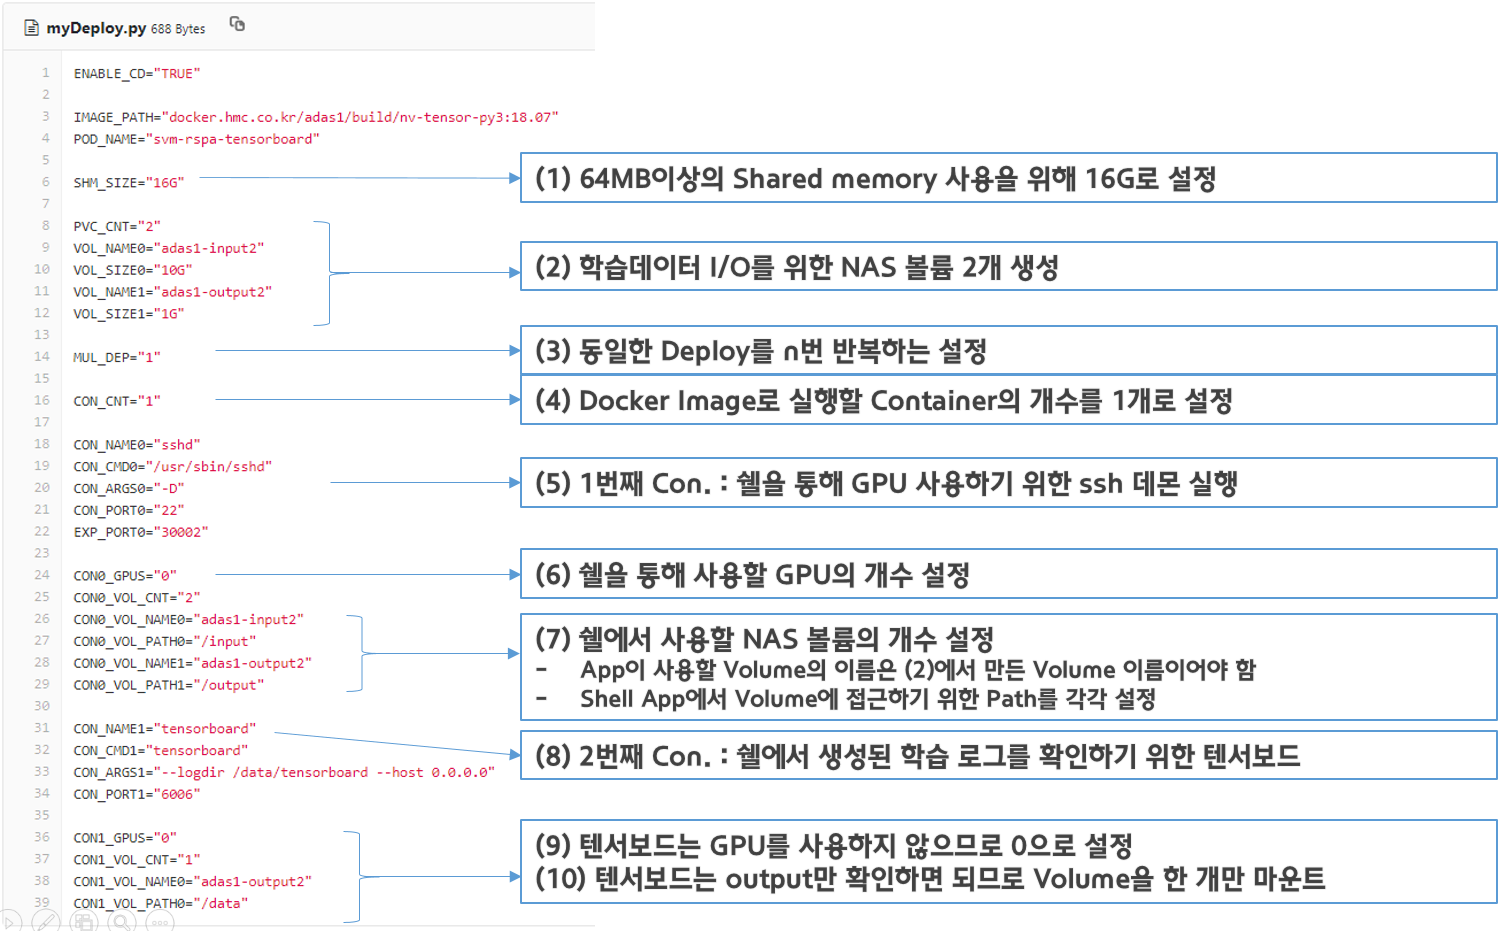 myDeploy.py 688 Bytes
1 ENABLE_CD="TRUE"
2
3 IMAGE_PATH="docker.hmc.co.kr/adas1/build/nv-tensor-py3:18.07"
4 POD_NAME="svm-rspa-tensorboard"
5
6 SHM_SIZE="16G"
7
8 PVC_CNT="2"
9 VOL_NAME0="adas1-input2"
10 VOL_SIZE0="10G"
11 VOL_NAME1="adas1-output2"
12 VOL_SIZE1="1G"
13
14 MUL_DEP="1"
15
16 CON_CNT="1"
17
18 CON_NAME0="sshd"
19 CON_CMD0="/usr/sbin/sshd"
20 CON_ARGS0="-D"
21 CON_PORT0="22"
22 EXP_PORT0="30002"
23
24 CON0_GPUS="0"
25 CON0_VOL_CNT="2"
26 CON0_VOL_NAME0="adas1-input2"
27 CON0_VOL_PATH0="/input"
28 CON0_VOL_NAME1="adas1-output2"
29 CON0_VOL_PATH1="/output"
30
31 CON_NAME1="tensorboard"
32 CON_CMD1="tensorboard"
33 CON_ARGS1="--logdir /data/tensorboard --host 0.0.0.0"
34 CON_PORT1="6006"
35
36 CON1_GPUS="0"
37 CON1_VOL_CNT="1"
38 CON1_VOL_NAME0="adas1-output2"
39 CON1_VOL_PATH0="/data"
(1) 64MB이상의 Shared memory 사용을 위해 16G로 설정
(2) 학습데이터 I/O를 위한 NAS 볼륨 2개 생성
(3) 동일한 Deploy를 n번 반복하는 설정
(4) Docker Image로 실행할 Container의 개수를 1개로 설정
(5) 1번째 Con. : 쉘을 통해 GPU 사용하기 위한 ssh 데몬 실행
(6) 쉘을 통해 사용할 GPU의 개수 설정
(7) 쉘에서 사용할 NAS 볼륨의 개수 설정
- App이 사용할 Volume의 이름은 (2)에서 만든 Volume 이름이어야 함
- Shell App에서 Volume에 접근하기 위한 Path를 각각 설정
(8) 2번째 Con. : 쉘에서 생성된 학습 로그를 확인하기 위한 텐서보드
(9) 텐서보드는 GPU를 사용하지 않으므로 0으로 설정
(10) 텐서보드는 output만 확인하면 되므로 Volume을 한 개만 마운트